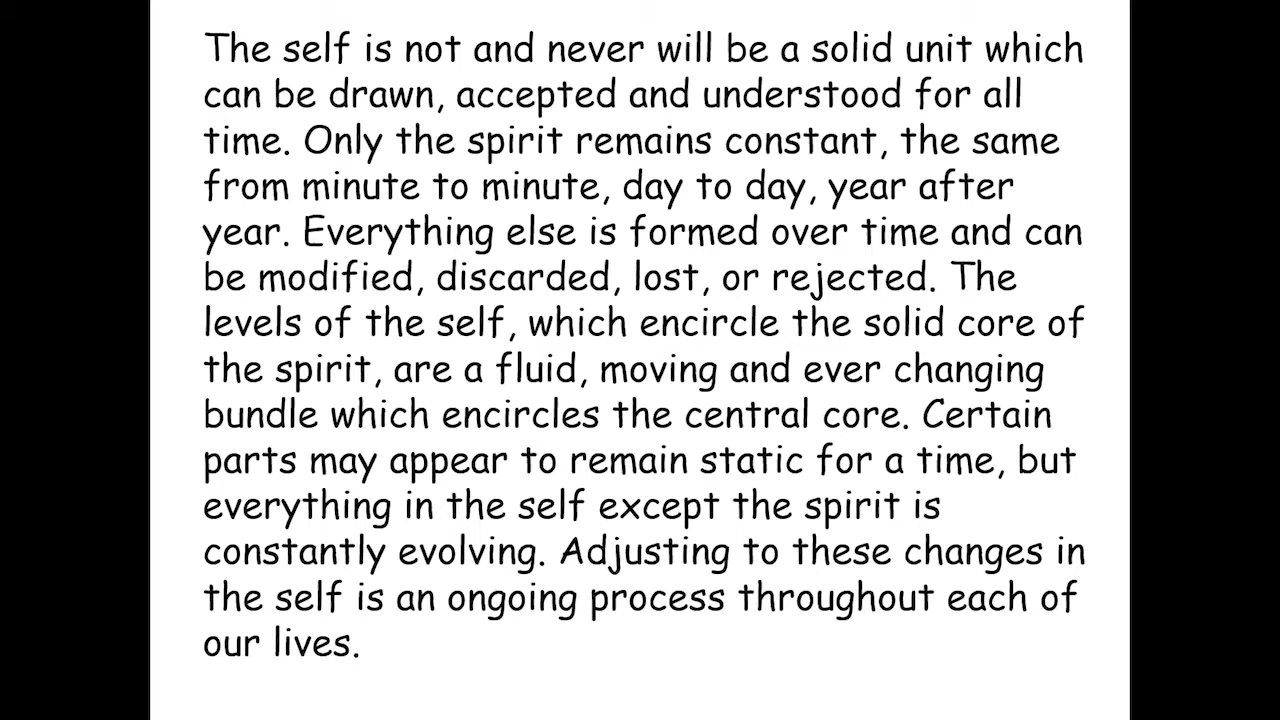 The self is not and never will be a solid unit which
can be drawn, accepted and understood for all
time. Only the spirit remains constant, the same
from minute to minute, day to day, year after
year. Everything else is formed over time and can
be modified, discarded, lost, or rejected. The
levels of the self, which encircle the solid core of
the spirit, are a fluid, moving and ever changing
bundle which encircles the central core. Certain
parts may appear to remain static for a time, but
everything in the self except the spirit is
constantly evolving. Adjusting to these changes in
the self is an ongoing process throughout each of
our lives.